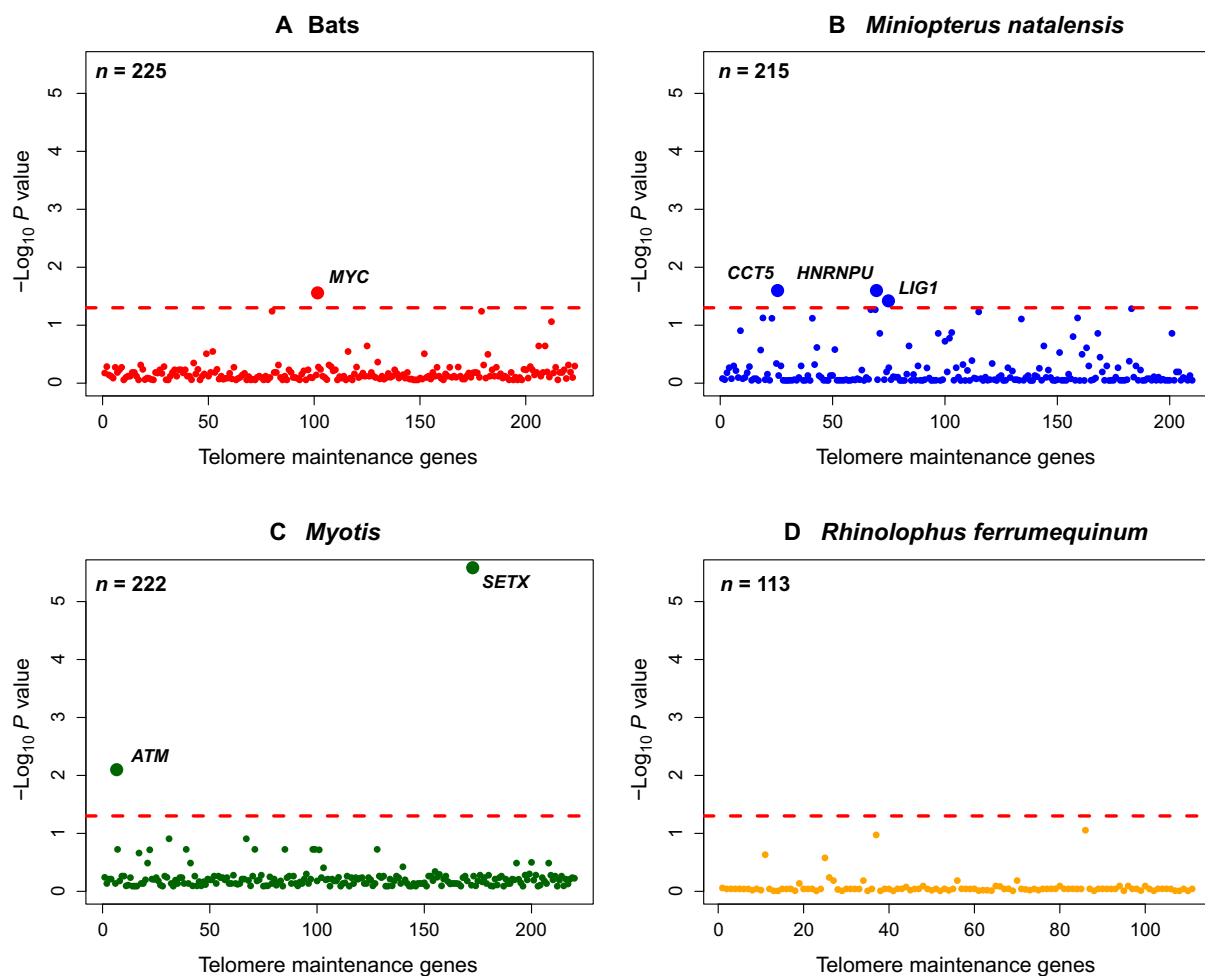 A Bats
n = 225
5
4
3
2
1
0
−Log10 P value
MYC
0 50 100 150 200
Telomere maintenance genes
B Miniopterus natalensis
n = 215
5
4
3
2
1
0
−Log10 P value
CCT5 HNRNPU
LIG1
0 50 100 150 200
Telomere maintenance genes
C Myotis
n = 222
5
4
3
2
1
0
−Log10 P value
SETX
ATM
0 50 100 150 200
Telomere maintenance genes
D Rhinolophus ferrumequinum
n = 113
5
4
3
2
1
0
−Log10 P value
0 20 40 60 80 100
Telomere maintenance genes